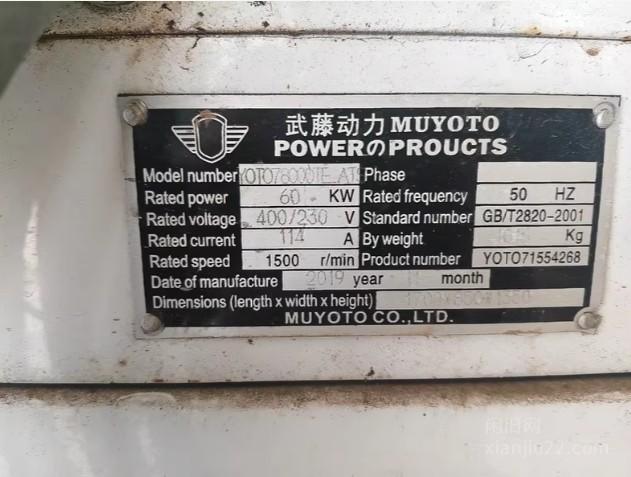 武藤动力 MUYOTO
POWERのPROUCTS
Model number
Phase
Rated power 60 KW
Rated frequency 50 HZ
Rated voltage 400/230 V
Standard number GB/T2820-2001
Rated current 114 A
By weight Kg
Rated speed 1500 r/min
Product number YOTO71554268
Date of manufacture 2019 year 11 month
Dimensions (length x width x height)
MUYOTO CO.,LTD.
闲旧网
xianjiu22.com